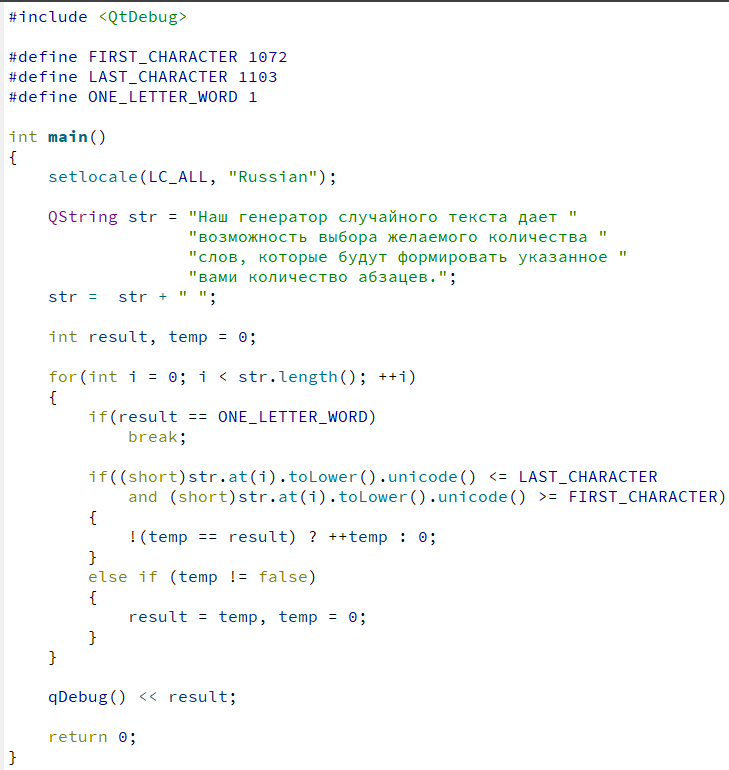 #include <QtDebug>
#define FIRST_CHARACTER 1072
#define LAST_CHARACTER 1103
#define ONE_LETTER_WORD 1
int main()
{
    setlocale(LC_ALL, "Russian");
    QString str = "Наш генератор случайного текста дает "
                  "возможность выбора желаемого количества "
                  "слов, которые будут формировать указанное "
                  "вами количество абзацев.";
    str =  str + " ";
    int result, temp = 0;
    for(int i = 0; i < str.length(); ++i)
    {
        if(result == ONE_LETTER_WORD)
            break;
        if((short)str.at(i).toLower().unicode() <= LAST_CHARACTER
            and (short)str.at(i).toLower().unicode() >= FIRST_CHARACTER)
        {
            !(temp == result) ? ++temp : 0;
        }
        else if (temp != false)
        {
            result = temp, temp = 0;
        }
    }
    qDebug() << result;
    return 0;
}